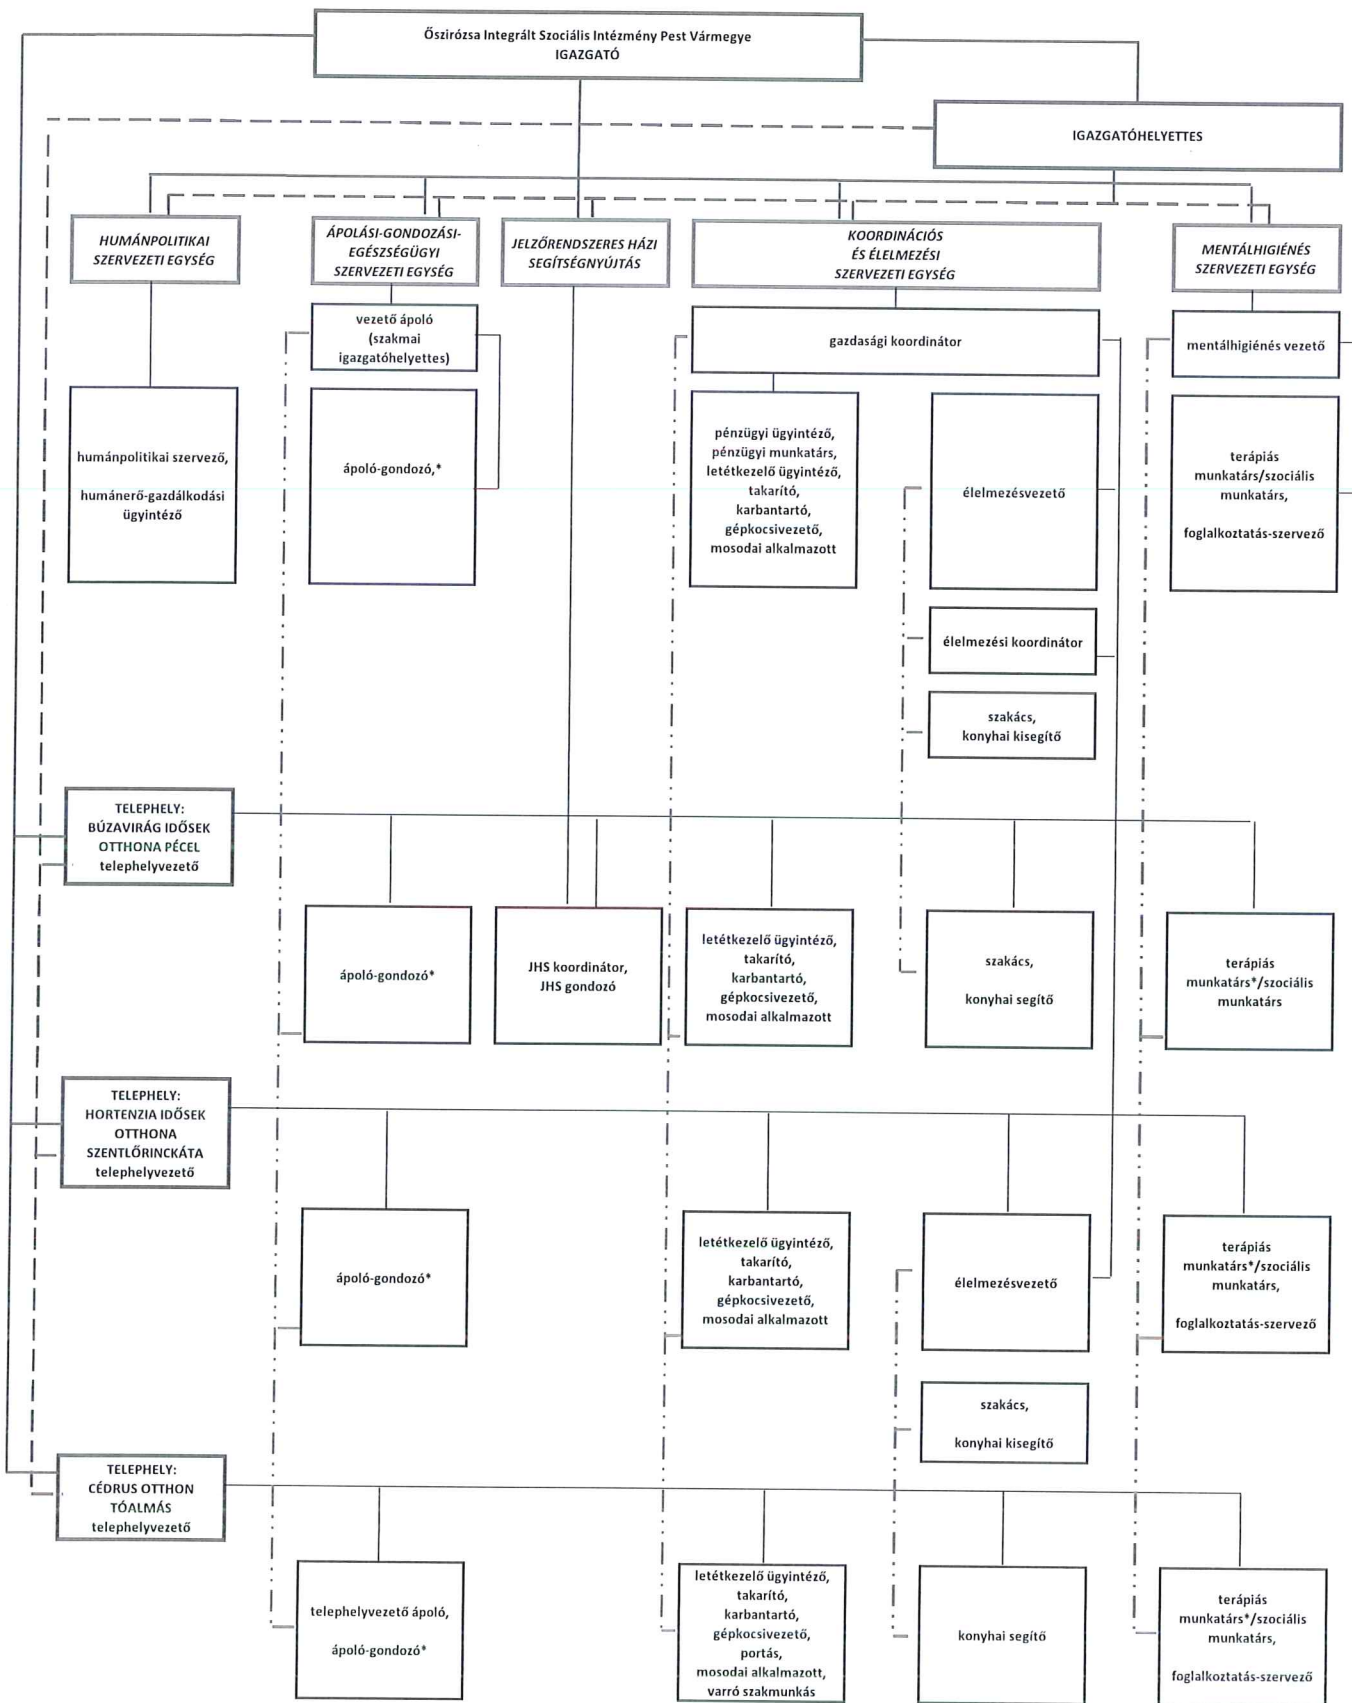 Őszirózsa Integrált Szociális Intézmény Pest Vármegye
IGAZGATÓ
IGAZGATÓHELYETTES
HUMÁNPOLITIKAI
SZERVEZETI EGYSÉG
ÁPOLÁSI-GONDOZÁSI-
EGÉSZSÉGÜGYI
SZERVEZETI EGYSÉG
JELZŐRENDSZERES HÁZI
SEGÍTSÉGNYÚJTÁS
KOORDINÁCIÓS
ÉS ÉLELMEZÉSI
SZERVEZETI EGYSÉG
MENTÁLHIGIÉNÉS
SZERVEZETI EGYSÉG
vezető ápoló
(szakmai
igazgatóhelyettes)
gazdasági koordinátor
mentálhigiénés vezető
humánpolitikai szervező,
humánerő-gazdálkodási
ügyintéző
ápoló-gondozó,*
pénzügyi ügyintéző,
pénzügyi munkatárs,
letétkezelő ügyintéző,
takarító,
karbantartó,
gépkocsivezető,
mosodai alkalmazott
élelmezésvezető
terápiás
munkatárs/szociális
munkatárs,
foglalkoztatás-szervező
élelmezési koordinátor
szakács,
konyhai kisegítő
TELEPHELY:
BÚZAVIRÁG IDŐSEK
OTTHONA PÉCEL
telephelyvezető
ápoló-gondozó*
JHS koordinátor,
JHS gondozó
letétkezelő ügyintéző,
takarító,
karbantartó,
gépkocsivezető,
mosodai alkalmazott
szakács,
konyhai segítő
terápiás
munkatárs*/szociális
munkatárs
TELEPHELY:
HORTENZIA IDŐSEK
OTTHONA
SZENTLŐRINCKÁTA
telephelyvezető
ápoló-gondozó*
letétkezelő ügyintéző,
takarító,
karbantartó,
gépkocsivezető,
mosodai alkalmazott
élelmezésvezető
terápiás
munkatárs*/szociális
munkatárs,
foglalkoztatás-szervező
szakács,
konyhai kisegítő
TELEPHELY:
CÉDRUS OTTHON
TÓALMÁS
telephelyvezető
telephelyvezető ápoló,
ápoló-gondozó*
letétkezelő ügyintéző,
takarító,
karbantartó,
gépkocsivezető,
portás,
mosodai alkalmazott,
varró szakmunkás
konyhai segítő
terápiás
munkatárs*/szociális
munkatárs,
foglalkoztatás-szervező